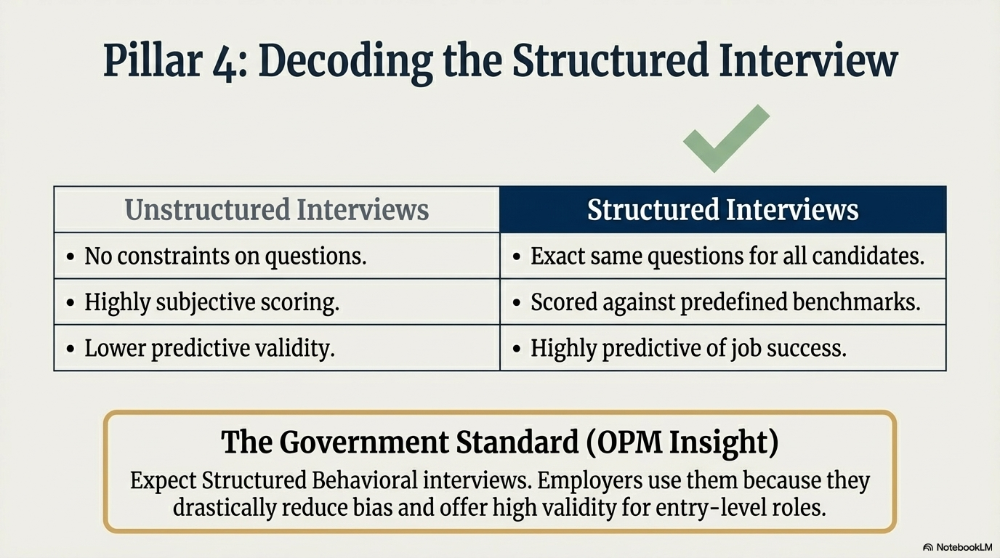 Pillar 4: Decoding the Structured Interview
Unstructured Interviews
Structured Interviews
• No constraints on questions.
• Exact same questions for all candidates.
• Highly subjective scoring.
• Scored against predefined benchmarks.
• Lower predictive validity.
• Highly predictive of job success.
The Government Standard (OPM Insight)
Expect Structured Behavioral interviews. Employers use them because they
drastically reduce bias and offer high validity for entry-level roles.
NotebookLM